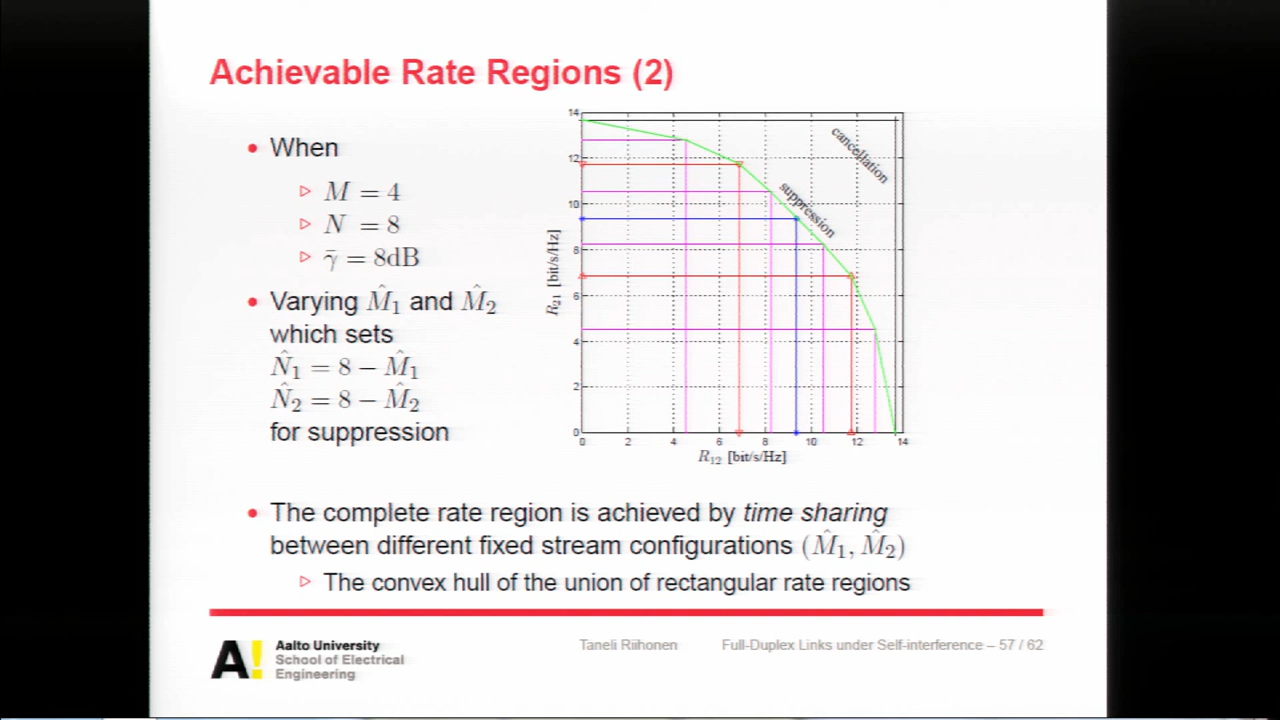 Achievable Rate Regions (2)
• When
▷ M = 4
▷ N = 8
▷ γ̄ = 8dB
• Varying M̂₁ and M̂₂
which sets
N̂₁ = 8 − M̂₁
N̂₂ = 8 − M̂₂
for suppression
14
12
10
8
6
4
2
0
R₂₁ [bit/s/Hz]
cancellation
suppression
0 2 4 6 8 10 12 14
R₁₂ [bit/s/Hz]
• The complete rate region is achieved by time sharing
between different fixed stream configurations (M̂₁, M̂₂)
▷ The convex hull of the union of rectangular rate regions
A!
Aalto University
School of Electrical
Engineering
Taneli Riihonen
Full-Duplex Links under Self-interference – 57 / 62